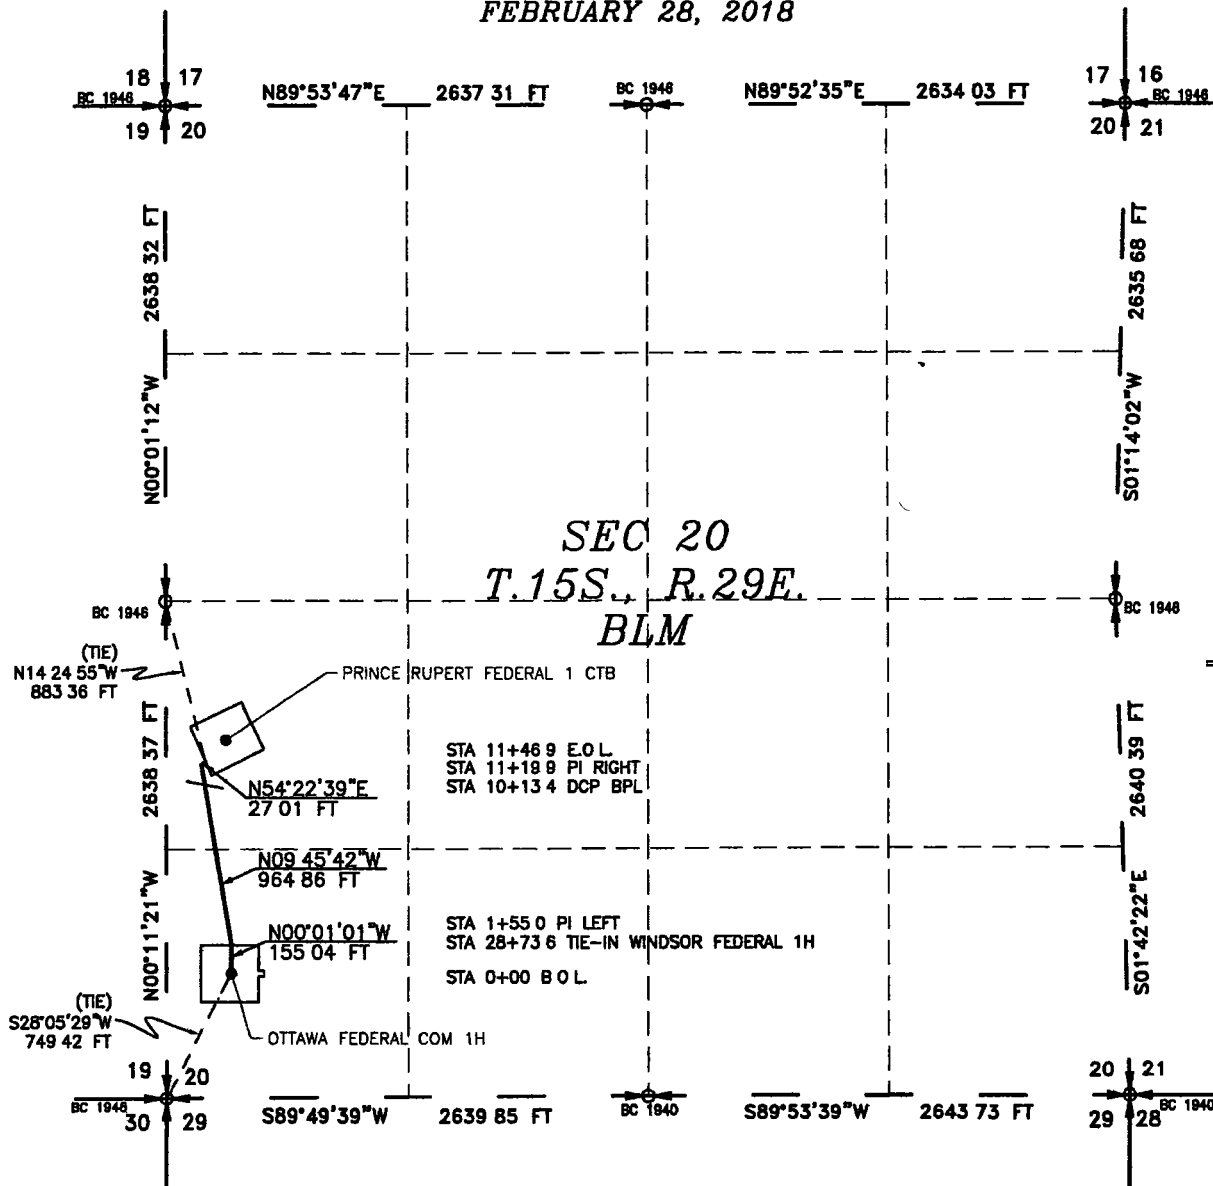 FEBRUARY 28, 2018
18 17
17 16
BC 1946
N89°53'47"E 2637 31 FT
BC 1946
N89°52'35"E 2634 03 FT
BC 1946
19 20
20 21
2638 32 FT
N00°01'12"W
2635 68 FT
S01°14'02"W
SEC 20
T.15S., R.29E.
BLM
BC 1946
BC 1946
(TIE)
N14 24 55"W
883 36 FT
PRINCE RUPERT FEDERAL 1 CTB
2638 37 FT
N00°11'21"W
2640 39 FT
S01°42'22"E
STA 11+46 9 E.O.L.
STA 11+19 9 PI RIGHT
STA 10+13 4 DCP BPL
N54°22'39"E
27 01 FT
N09 45'42"W
964 86 FT
N00°01'01"W
155 04 FT
STA 1+55 0 PI LEFT
STA 28+73 6 TIE-IN WINDSOR FEDERAL 1H
STA 0+00 B O L.
(TIE)
S28°05'29"W
749 42 FT
OTTAWA FEDERAL COM 1H
19 20
20 21
BC 1946
S89°49'39"W 2639 85 FT
BC 1940
S89°53'39"W 2643 73 FT
BC 1940
30 29
29 28